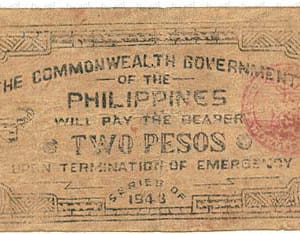 THE COMMONWEALTH GOVERNMENT
OF THE
PHILIPPINES
WILL PAY THE BEARER
TWO PESOS
UPON TERMINATION OF EMERGENCY
SERIES OF
1943